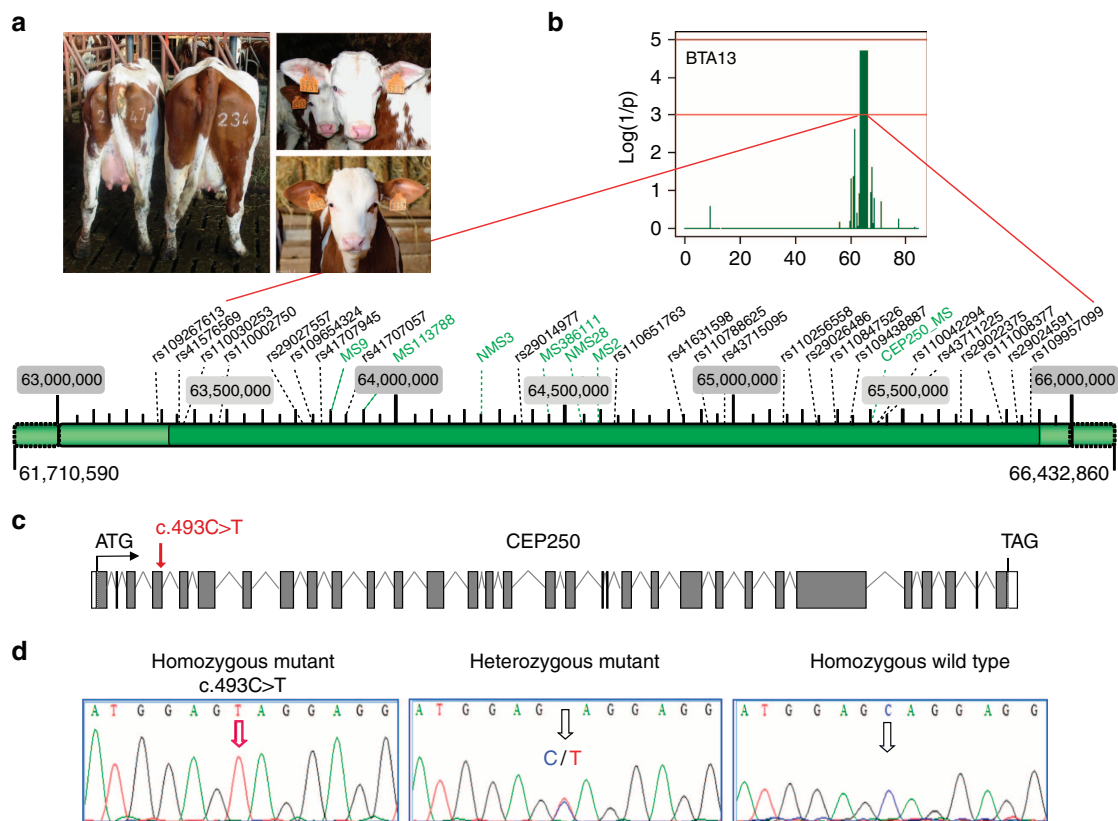 a
2 47
234
b
BTA13
Log(1/p)
5
4
3
2
1
0
0 20 40 60 80
rs109267613
rs41576569
rs110030253
rs110002750
rs29027557
rs109654324
rs41707945
MS9
rs41707057
MS113788
NMS3
rs29014977
MS386111
NMS28
MS2
rs110651763
rs41631598
rs110788625
rs43715095
rs110256558
rs29026486
rs110847526
rs109438887
CEP250_MS
rs110042294
rs43711225
rs29022375
rs111008377
rs29024591
rs10957099
63,000,000 63,500,000 64,000,000 64,500,000 65,000,000 65,500,000 66,000,000
61,710,590 66,432,860
c
c.493C>T
ATG CEP250 TAG
d
Homozygous mutant Heterozygous mutant Homozygous wild type
c.493C>T
A T G G A G T A G G A G G A T G G A G A G G A G G A T G G A G C A G G A G G
C/T